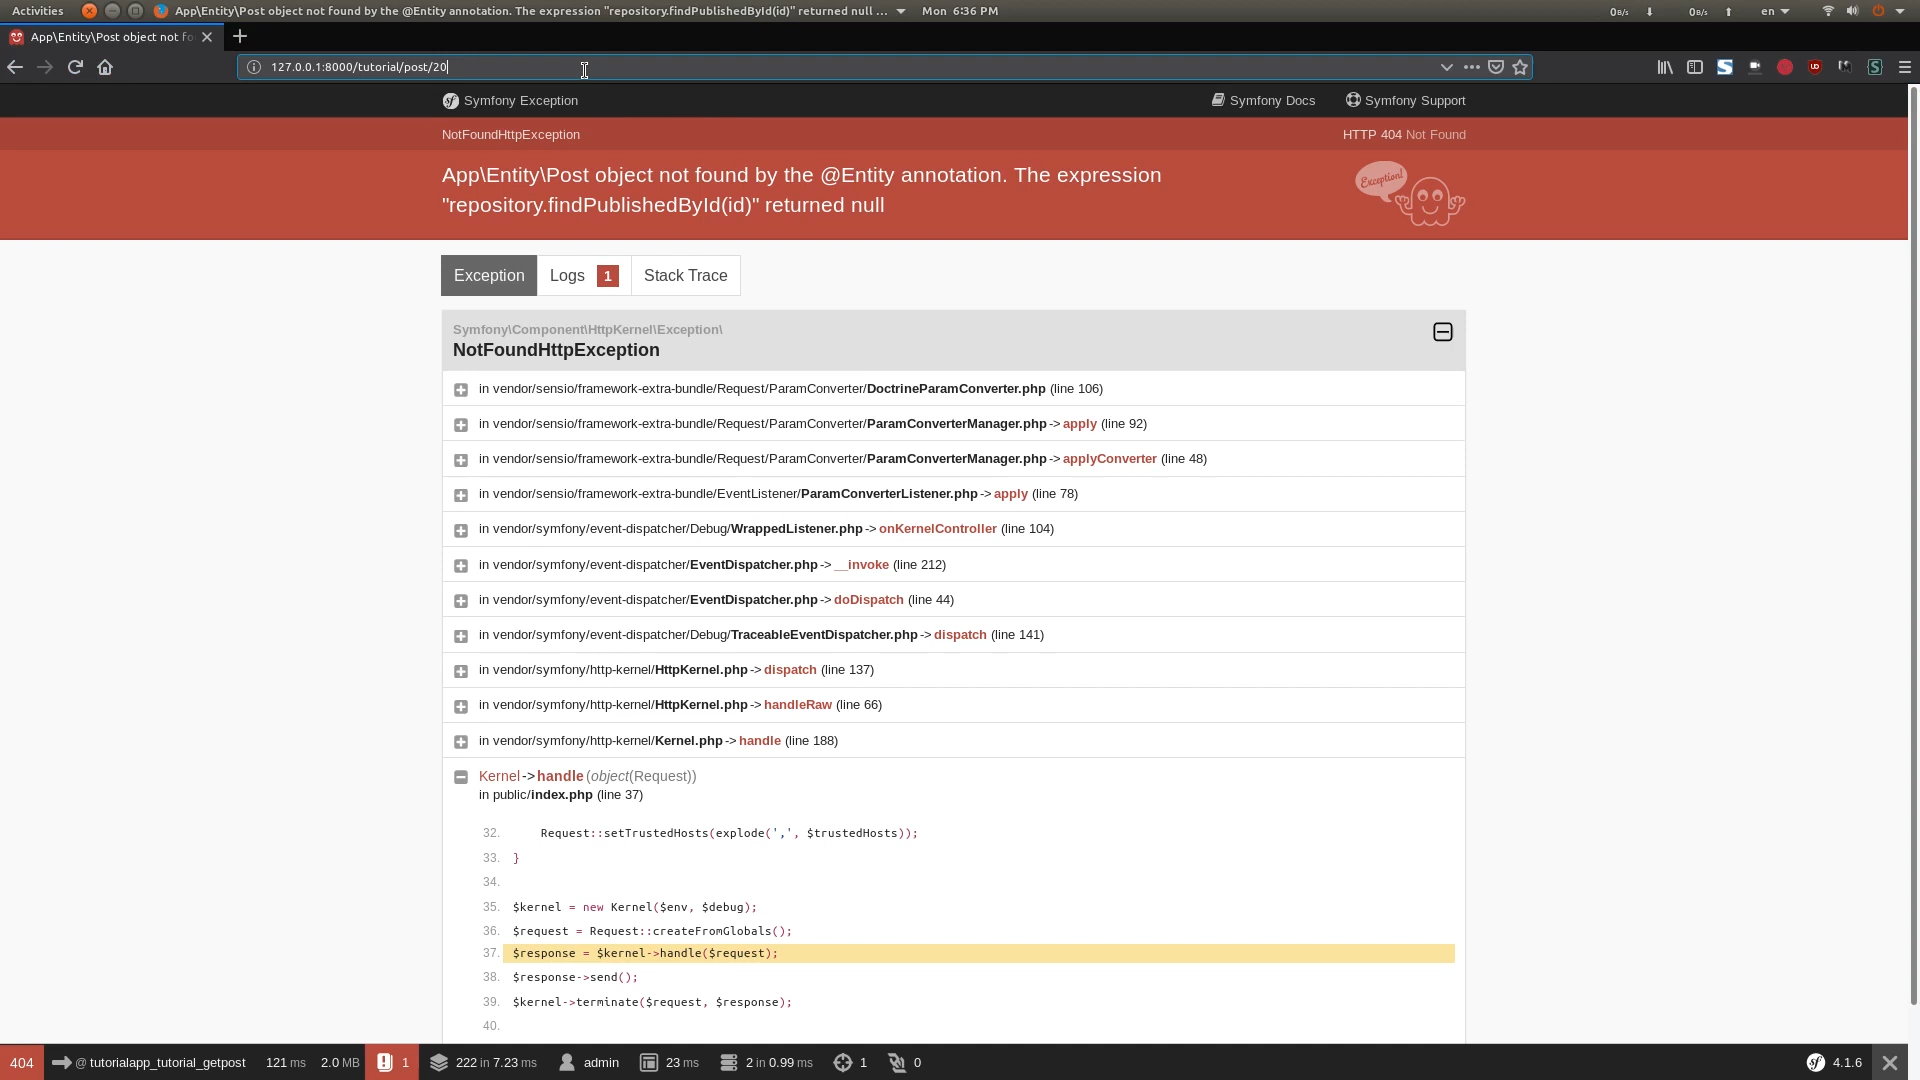 Activities
App\Entity\Post object not found by the @Entity annotation. The expression "repository.findPublishedById(id)" returned null ...
Mon 6:36 PM
0B/s
0B/s
en
App\Entity\Post object not fo
127.0.0.1:8000/tutorial/post/20
Symfony Exception
Symfony Docs
Symfony Support
NotFoundHttpException
HTTP 404 Not Found
App\Entity\Post object not found by the @Entity annotation. The expression
"repository.findPublishedById(id)" returned null
Exception!
Exception
Logs 1
Stack Trace
Symfony\Component\HttpKernel\Exception\
NotFoundHttpException
in vendor/sensio/framework-extra-bundle/Request/ParamConverter/DoctrineParamConverter.php (line 106)
in vendor/sensio/framework-extra-bundle/Request/ParamConverter/ParamConverterManager.php -> apply (line 92)
in vendor/sensio/framework-extra-bundle/Request/ParamConverter/ParamConverterManager.php -> applyConverter (line 48)
in vendor/sensio/framework-extra-bundle/EventListener/ParamConverterListener.php -> apply (line 78)
in vendor/symfony/event-dispatcher/Debug/WrappedListener.php -> onKernelController (line 104)
in vendor/symfony/event-dispatcher/EventDispatcher.php -> __invoke (line 212)
in vendor/symfony/event-dispatcher/EventDispatcher.php -> doDispatch (line 44)
in vendor/symfony/event-dispatcher/Debug/TraceableEventDispatcher.php -> dispatch (line 141)
in vendor/symfony/http-kernel/HttpKernel.php -> dispatch (line 137)
in vendor/symfony/http-kernel/HttpKernel.php -> handleRaw (line 66)
in vendor/symfony/http-kernel/Kernel.php -> handle (line 188)
Kernel->handle(object(Request))
in public/index.php (line 37)
32. Request::setTrustedHosts(explode(',', $trustedHosts));
33. }
34.
35. $kernel = new Kernel($env, $debug);
36. $request = Request::createFromGlobals();
37. $response = $kernel->handle($request);
38. $response->send();
39. $kernel->terminate($request, $response);
40.
404 @ tutorialapp_tutorial_getpost 121 ms 2.0 MB 1 222 in 7.23 ms admin 23 ms 2 in 0.99 ms 1 0 4.1.6